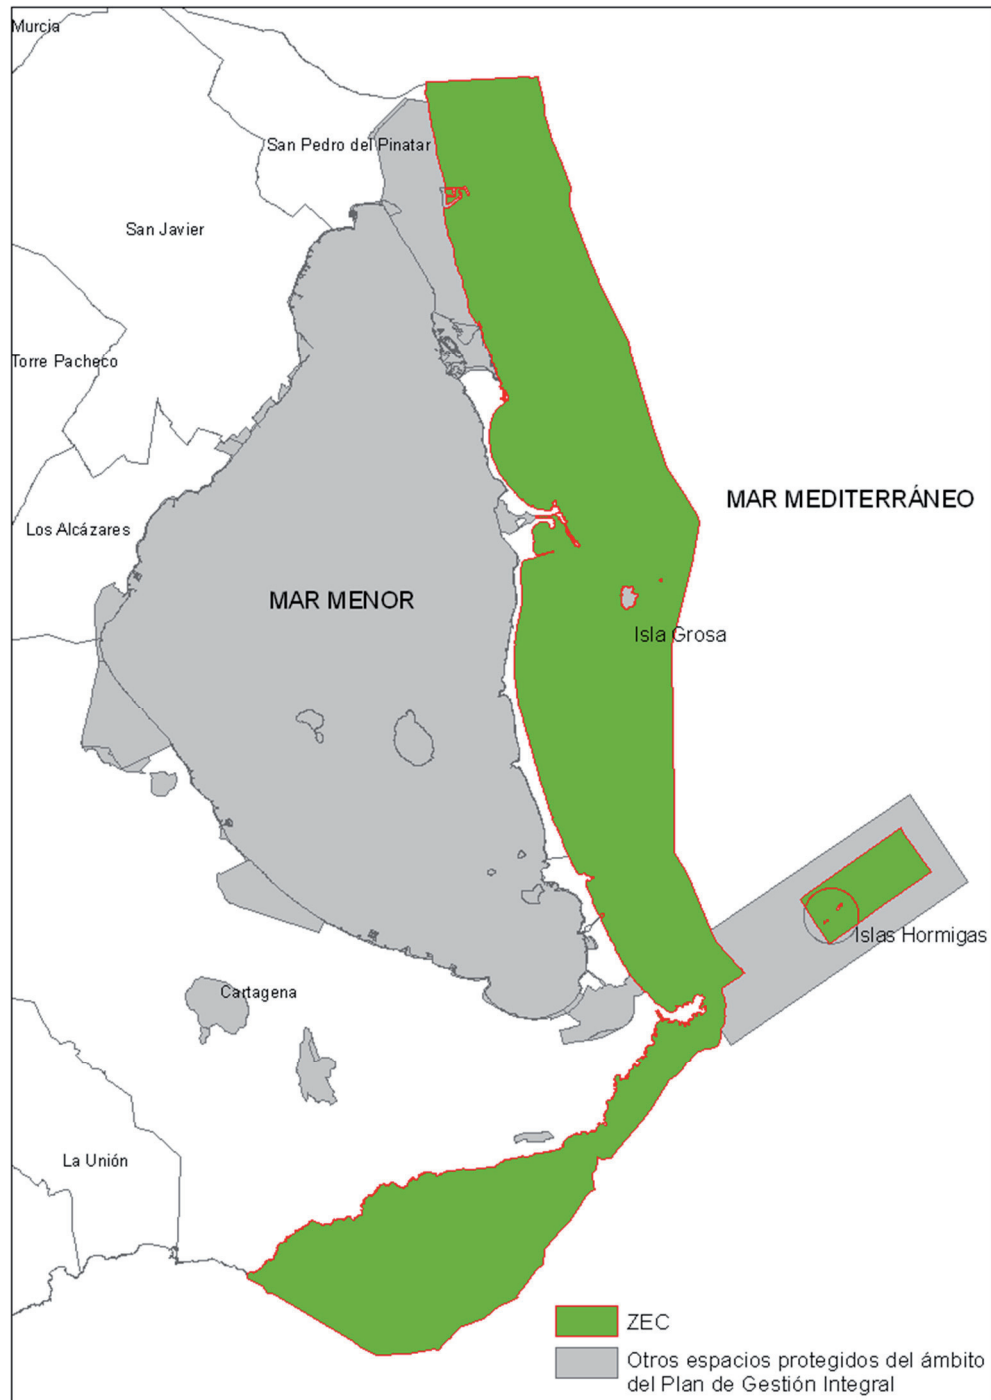 Murcia
San Pedro del Pinatar
San Javier
Torre Pacheco
MAR MEDITERRÁNEO
Los Alcázares
MAR MENOR
Isla Grosa
Islas Hormigas
Cartagena
La Unión
ZEC
Otros espacios protegidos del ámbito
del Plan de Gestión Integral